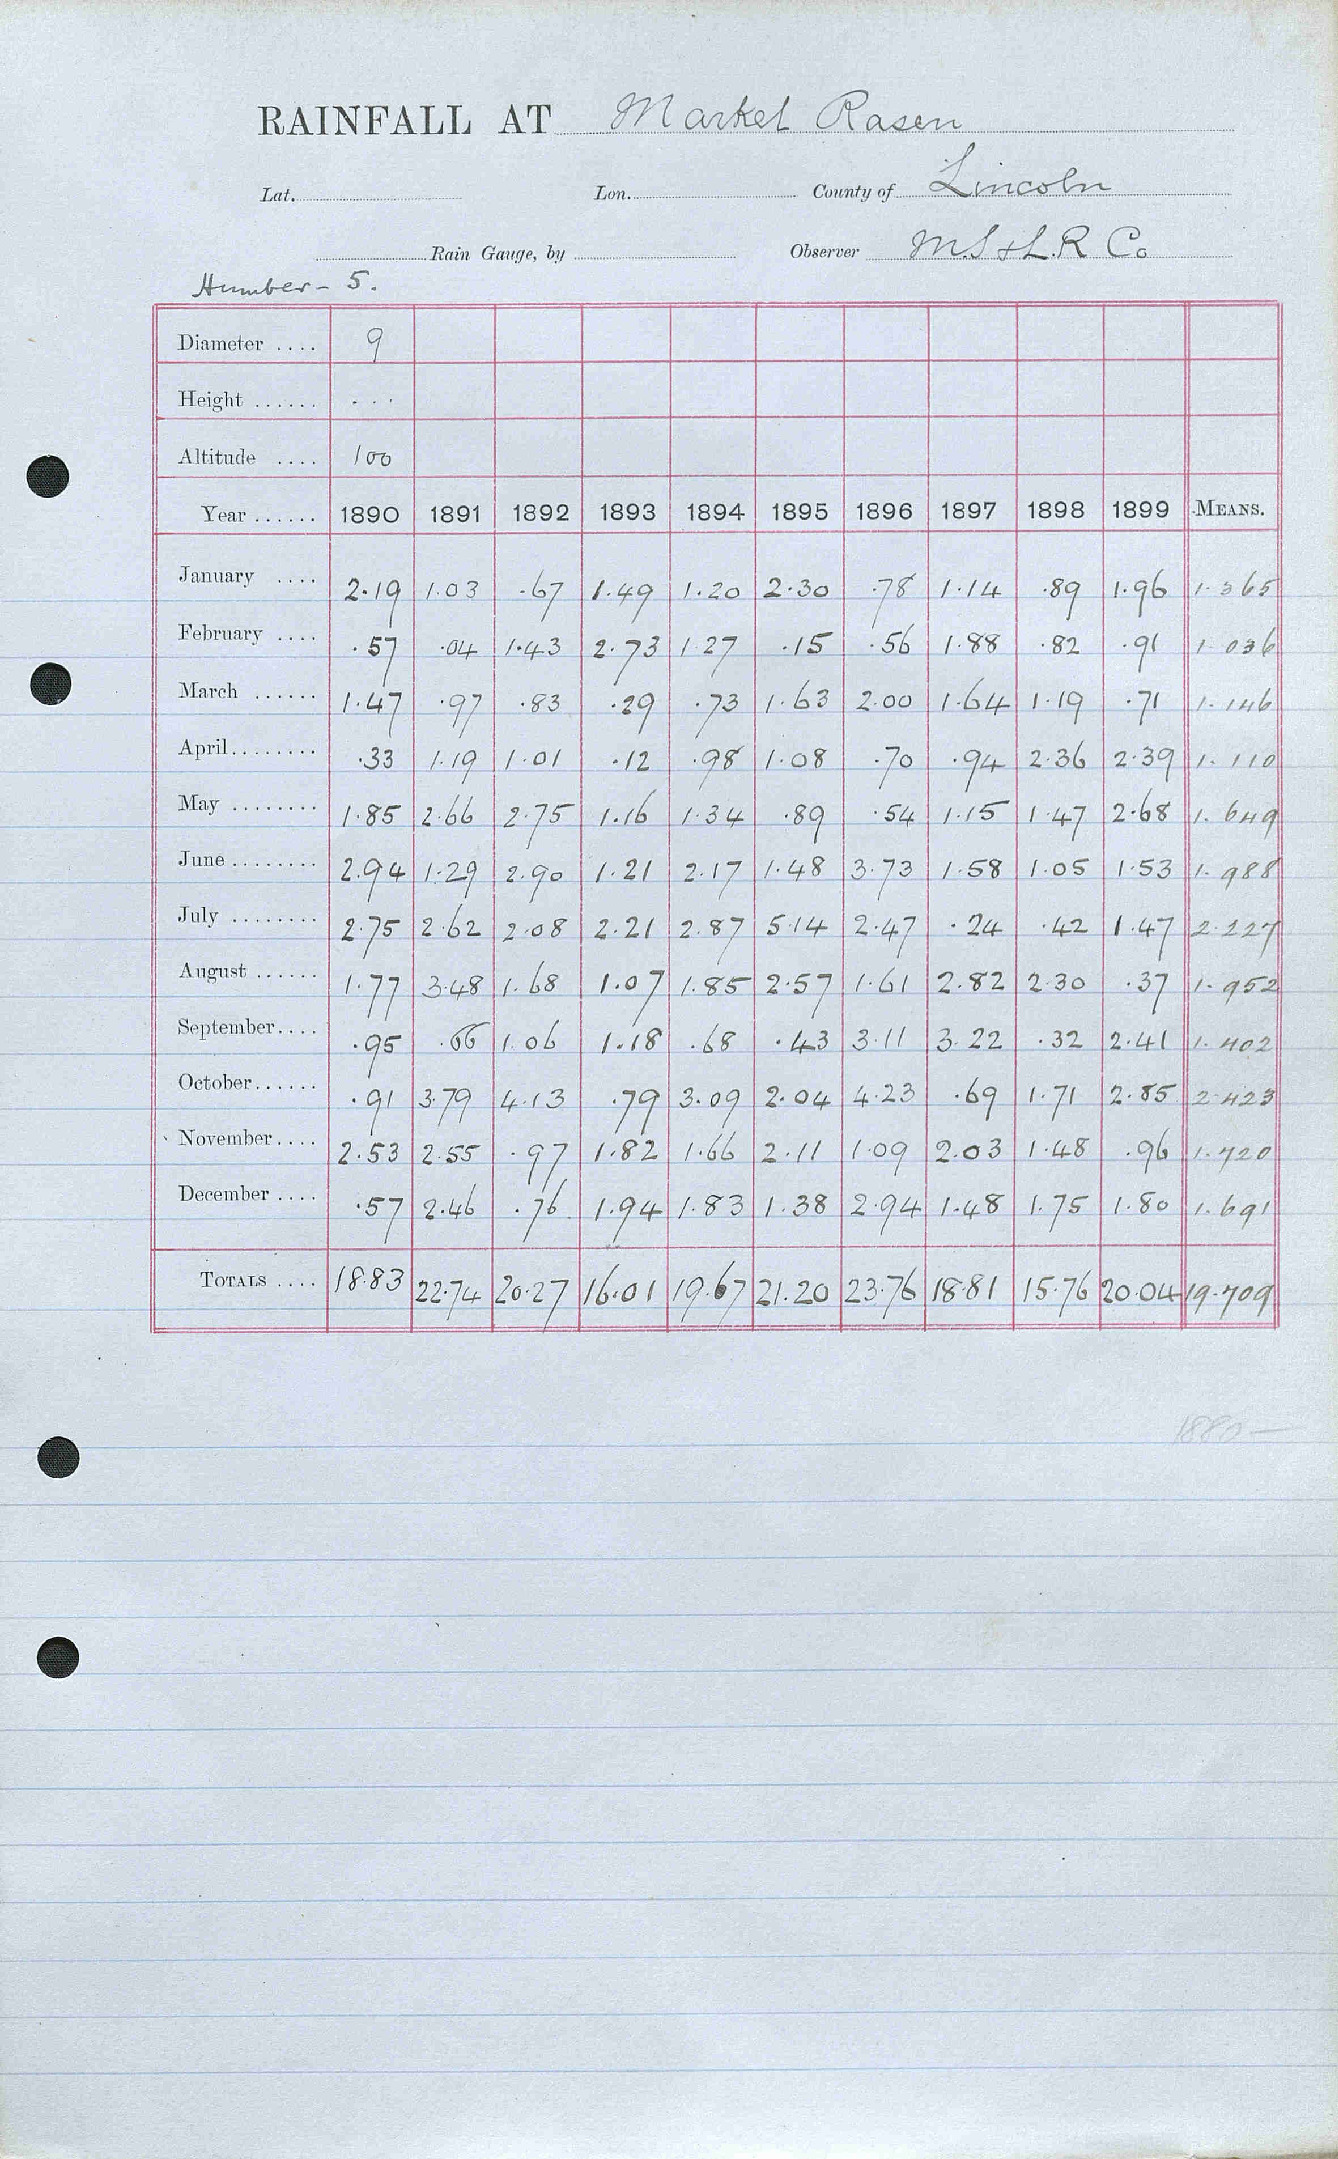 RAINFALL AT Market Rasen
Lat. Lon. County of Lincoln
Rain Gauge, by Observer M.S & L.R Co
Humber - 5.
Diameter .... 9
Height ...... ...
Altitude .... 100
Year ...... 1890 1891 1892 1893 1894 1895 1896 1897 1898 1899 MEANS.
January .... 2.19 1.03 .67 1.49 1.20 2.30 .78 1.14 .89 1.96 1.365
February .... .57 .04 1.43 2.73 1.27 .15 .56 1.88 .82 .91 1.036
March ...... 1.47 .97 .83 .29 .73 1.63 2.00 1.64 1.19 .71 1.146
April........ .33 1.19 1.01 .12 .98 1.08 .70 .94 2.36 2.39 1.110
May ........ 1.85 2.66 2.75 1.16 1.34 .89 .54 1.15 1.47 2.68 1.649
June ........ 2.94 1.29 2.90 1.21 2.17 1.48 3.73 1.58 1.05 1.53 1.988
July ........ 2.75 2.62 2.08 2.21 2.87 5.14 2.47 .24 .42 1.47 2.227
August ...... 1.77 3.48 1.68 1.07 1.85 2.57 1.61 2.82 2.30 .37 1.952
September.... .95 .66 1.06 1.18 .68 .43 3.11 3.22 .32 2.41 1.402
October...... .91 3.79 4.13 .79 3.09 2.04 4.23 .69 1.71 2.85 2.423
November.... 2.53 2.55 .97 1.82 1.66 2.11 1.09 2.03 1.48 .96 1.720
December .... .57 2.46 .76 1.94 1.83 1.38 2.94 1.48 1.75 1.80 1.691
TOTALS .... 18.83 22.74 20.27 16.01 19.67 21.20 23.76 18.81 15.76 20.04 19.709
1880 —